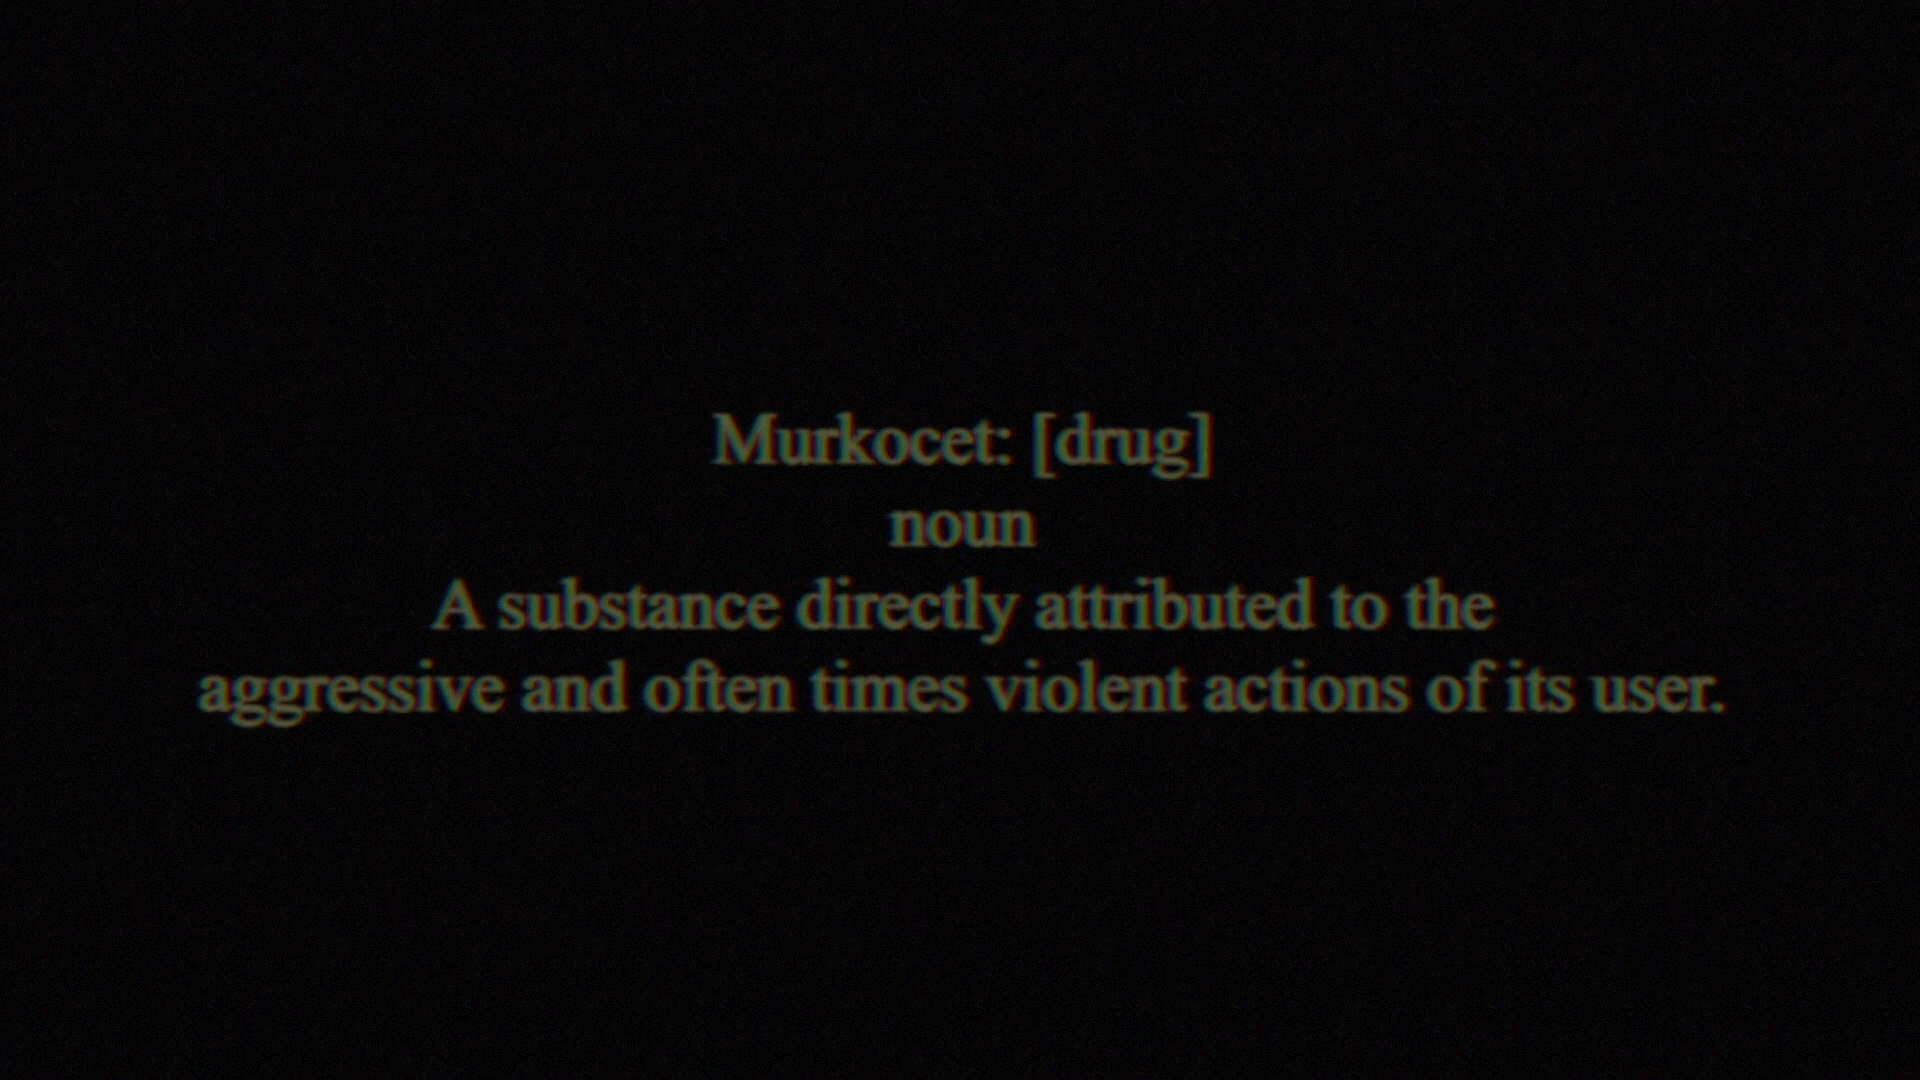 Murkocet: [drug]
noun
A substance directly attributed to the
aggressive and often times violent actions of its user.